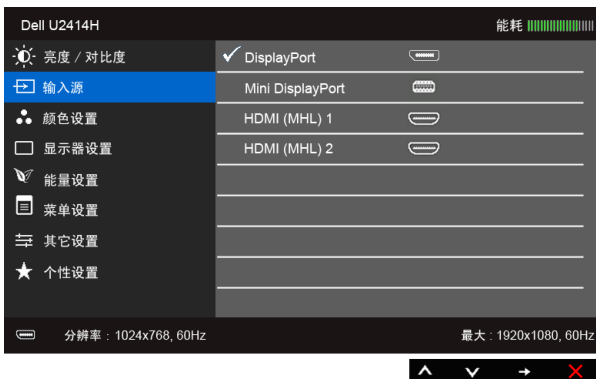 Dell U2414H 能耗
亮度 / 对比度 DisplayPort
输入源 Mini DisplayPort
颜色设置 HDMI (MHL) 1
显示器设置 HDMI (MHL) 2
能量设置
菜单设置
其它设置
个性设置
分辨率 : 1024x768, 60Hz 最大 : 1920x1080, 60Hz